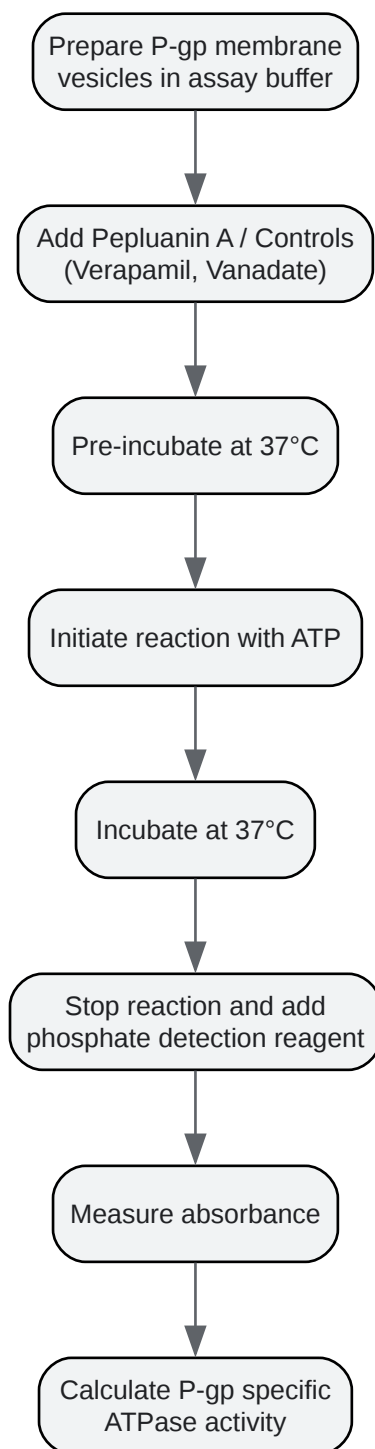 Prepare P-gp membrane
vesicles in assay buffer
Add Pepluanin A / Controls
(Verapamil, Vanadate)
Pre-incubate at 37°C
Initiate reaction with ATP
Incubate at 37°C
Stop reaction and add
phosphate detection reagent
Measure absorbance
Calculate P-gp specific
ATPase activity